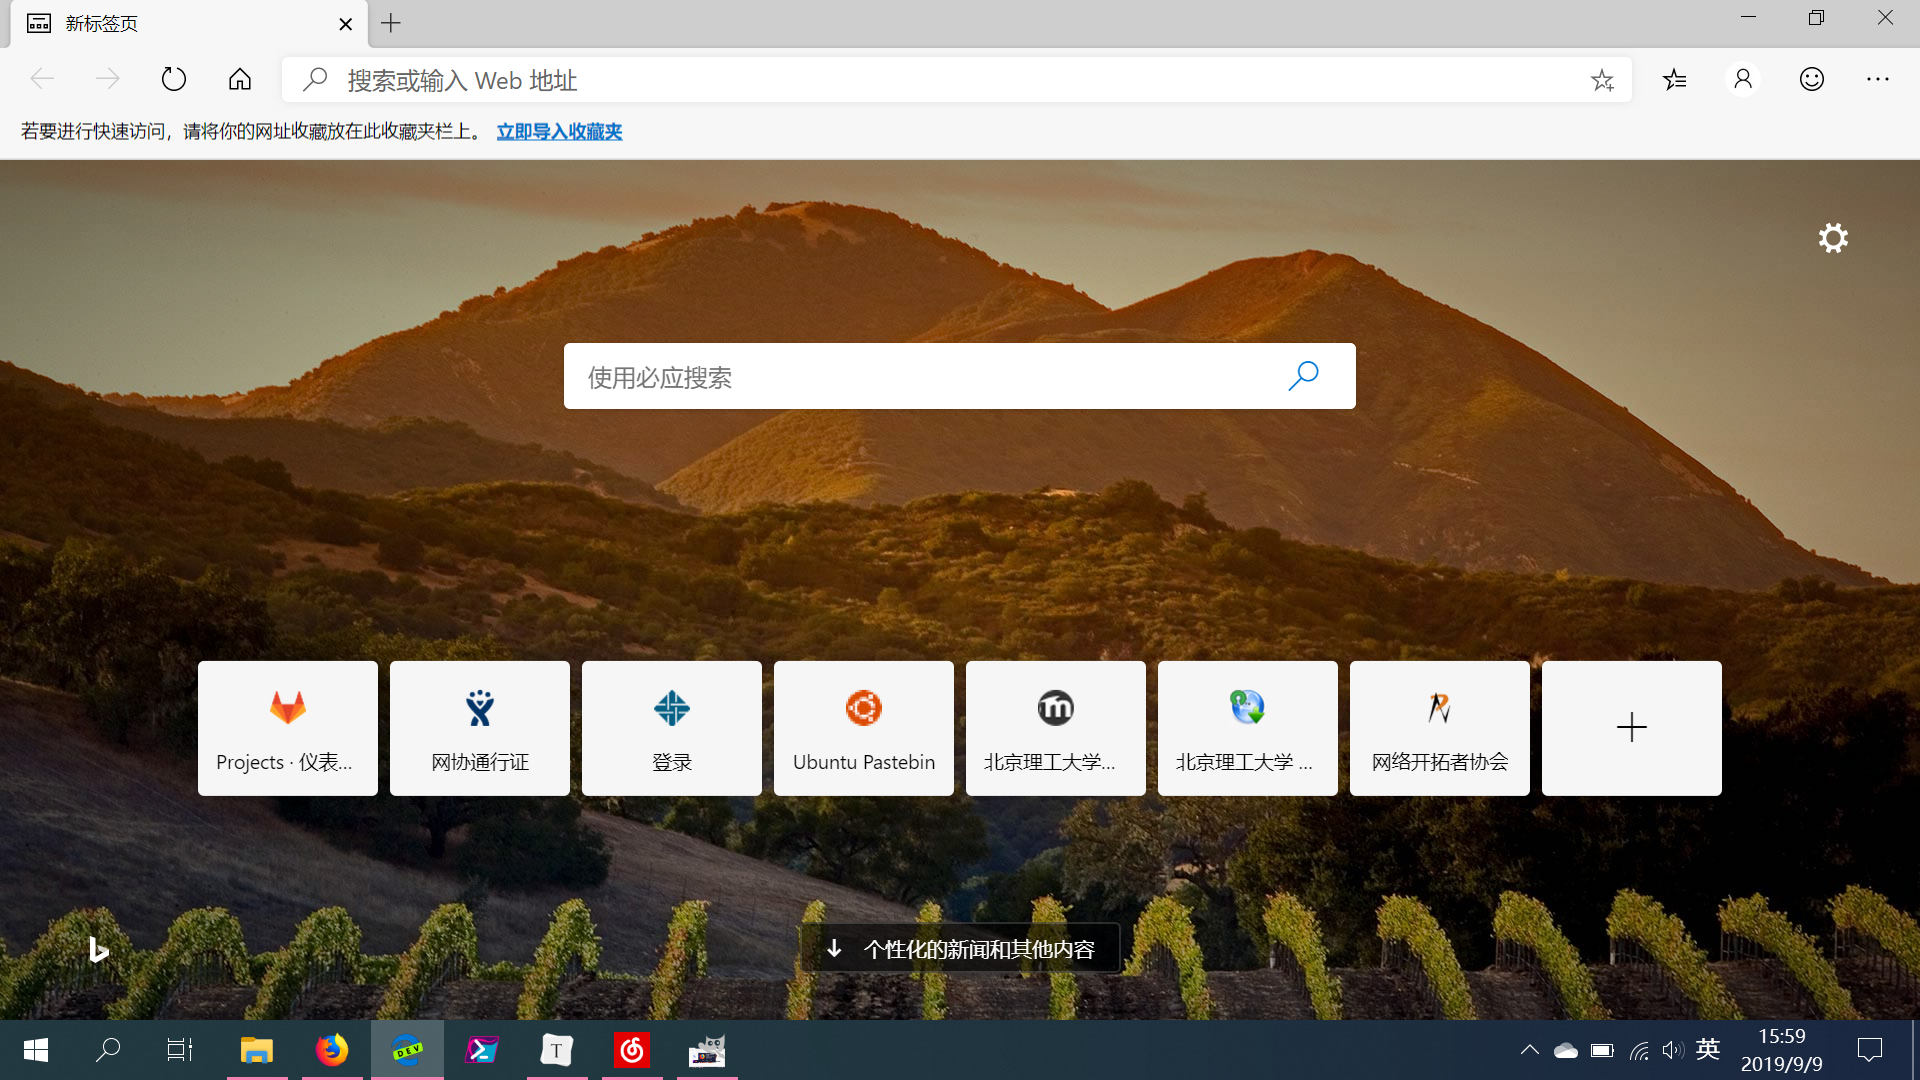 新标签页
搜索或输入 Web 地址
若要进行快速访问，请将你的网址收藏放在此收藏夹栏上。 立即导入收藏夹
使用必应搜索
Projects · 仪表...
网协通行证
登录
Ubuntu Pastebin
北京理工大学...
北京理工大学 ...
网络开拓者协会
个性化的新闻和其他内容
DEV
T
英
15:59
2019/9/9